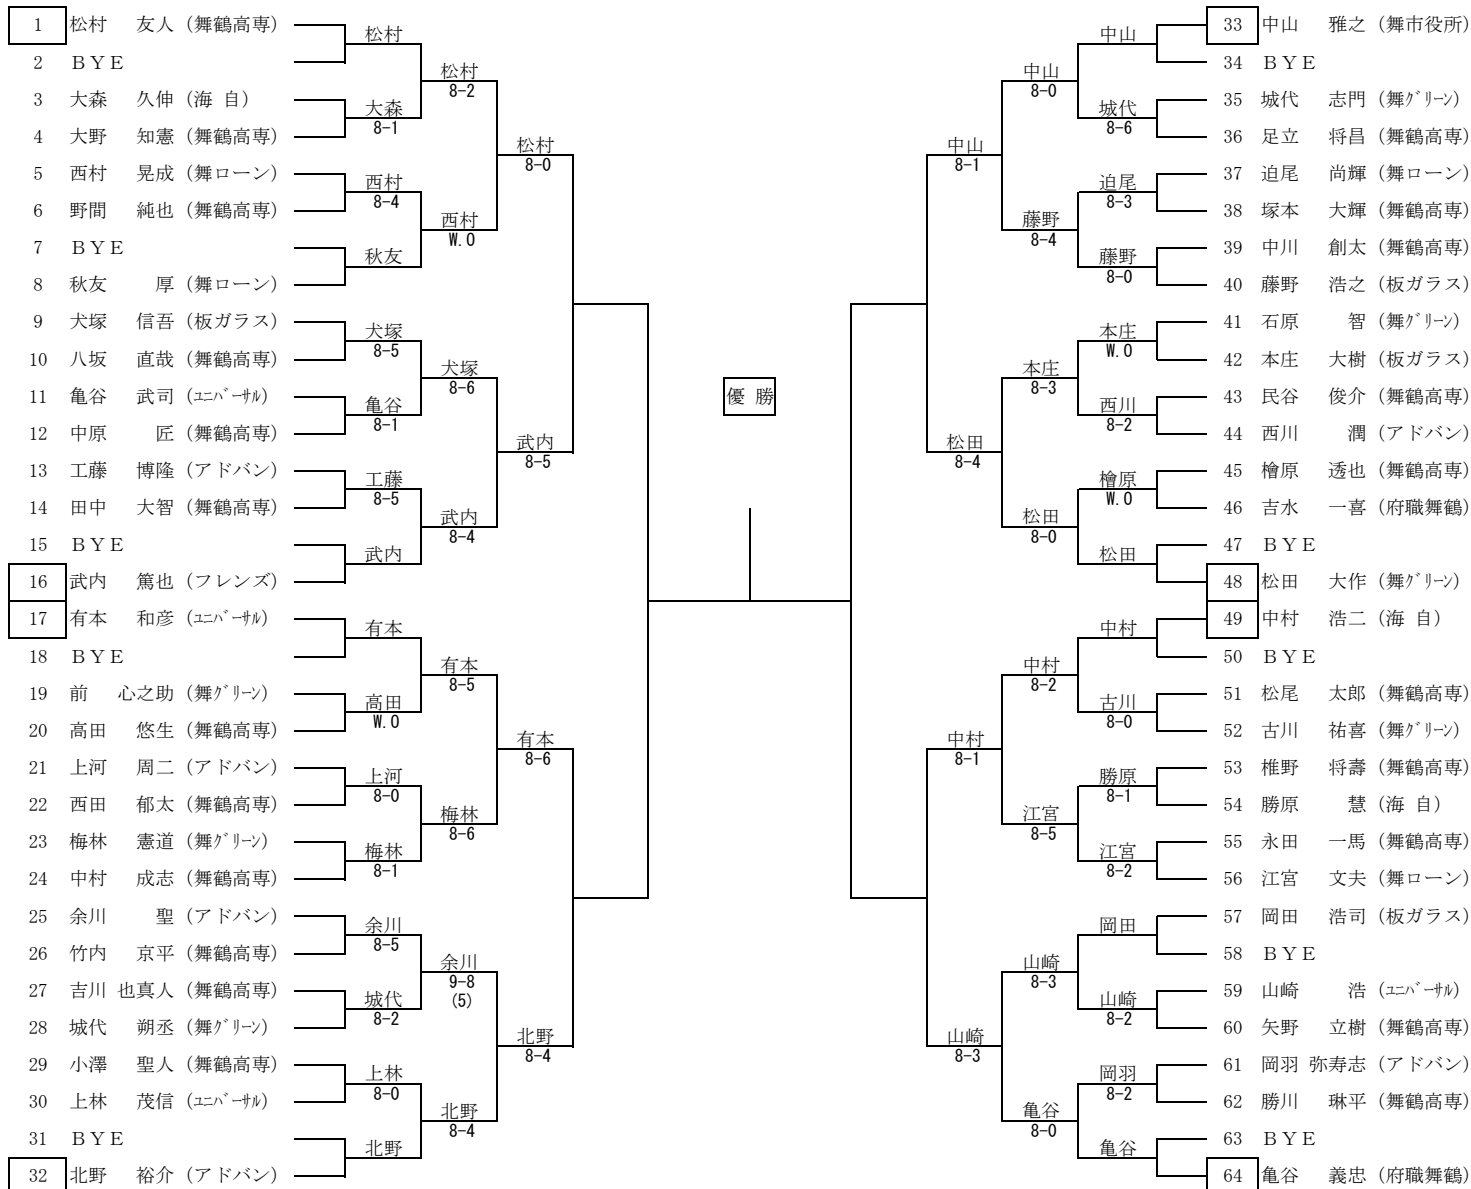 1 松村 友人 (舞鶴高専)
2 BYE
3 大森 久伸 (海 自)
4 大野 知憲 (舞鶴高専)
5 西村 晃成 (舞ローン)
6 野間 純也 (舞鶴高専)
7 BYE
8 秋友 厚 (舞ローン)
9 犬塚 信吾 (板ガラス)
10 八坂 直哉 (舞鶴高専)
11 亀谷 武司 (ユニバーサル)
12 中原 匠 (舞鶴高専)
13 工藤 博隆 (アドバン)
14 田中 大智 (舞鶴高専)
15 BYE
16 武内 篤也 (フレンズ)
17 有本 和彦 (ユニバーサル)
18 BYE
19 前 心之助 (舞グリーン)
20 高田 悠生 (舞鶴高専)
21 上河 周二 (アドバン)
22 西田 郁太 (舞鶴高専)
23 梅林 憲道 (舞グリーン)
24 中村 成志 (舞鶴高専)
25 余川 聖 (アドバン)
26 竹内 京平 (舞鶴高専)
27 吉川 也真人 (舞鶴高専)
28 城代 朔丞 (舞グリーン)
29 小澤 聖人 (舞鶴高専)
30 上林 茂信 (ユニバーサル)
31 BYE
32 北野 裕介 (アドバン)
松村
大森
8-1
西村
8-4
秋友
犬塚
8-5
亀谷
8-1
工藤
8-5
武内
有本
高田
W.O
上河
8-0
梅林
8-1
余川
8-5
城代
8-2
上林
8-0
北野
松村
8-2
西村
W.O
犬塚
8-6
武内
8-4
有本
8-5
梅林
8-6
余川
9-8
(5)
北野
8-4
松村
8-0
武内
8-5
有本
8-6
北野
8-4
優 勝
中山
8-1
松田
8-4
中村
8-1
山崎
8-3
中山
8-0
藤野
8-4
本庄
8-3
松田
8-0
中村
8-2
江宮
8-5
山崎
8-3
亀谷
8-0
中山
城代
8-6
迫尾
8-3
藤野
8-0
本庄
W.O
西川
8-2
檜原
W.O
松田
中村
古川
8-0
勝原
8-1
江宮
8-2
岡田
山崎
8-2
岡羽
8-2
亀谷
33 中山 雅之 (舞市役所)
34 BYE
35 城代 志門 (舞グリーン)
36 足立 将昌 (舞鶴高専)
37 迫尾 尚輝 (舞ローン)
38 塚本 大輝 (舞鶴高専)
39 中川 創太 (舞鶴高専)
40 藤野 浩之 (板ガラス)
41 石原 智 (舞グリーン)
42 本庄 大樹 (板ガラス)
43 民谷 俊介 (舞鶴高専)
44 西川 潤 (アドバン)
45 檜原 透也 (舞鶴高専)
46 吉水 一喜 (府職舞鶴)
47 BYE
48 松田 大作 (舞グリーン)
49 中村 浩二 (海 自)
50 BYE
51 松尾 太郎 (舞鶴高専)
52 古川 祐喜 (舞グリーン)
53 椎野 将壽 (舞鶴高専)
54 勝原 慧 (海 自)
55 永田 一馬 (舞鶴高専)
56 江宮 文夫 (舞ローン)
57 岡田 浩司 (板ガラス)
58 BYE
59 山崎 浩 (ユニバーサル)
60 矢野 立樹 (舞鶴高専)
61 岡羽 弥寿志 (アドバン)
62 勝川 琳平 (舞鶴高専)
63 BYE
64 亀谷 義忠 (府職舞鶴)